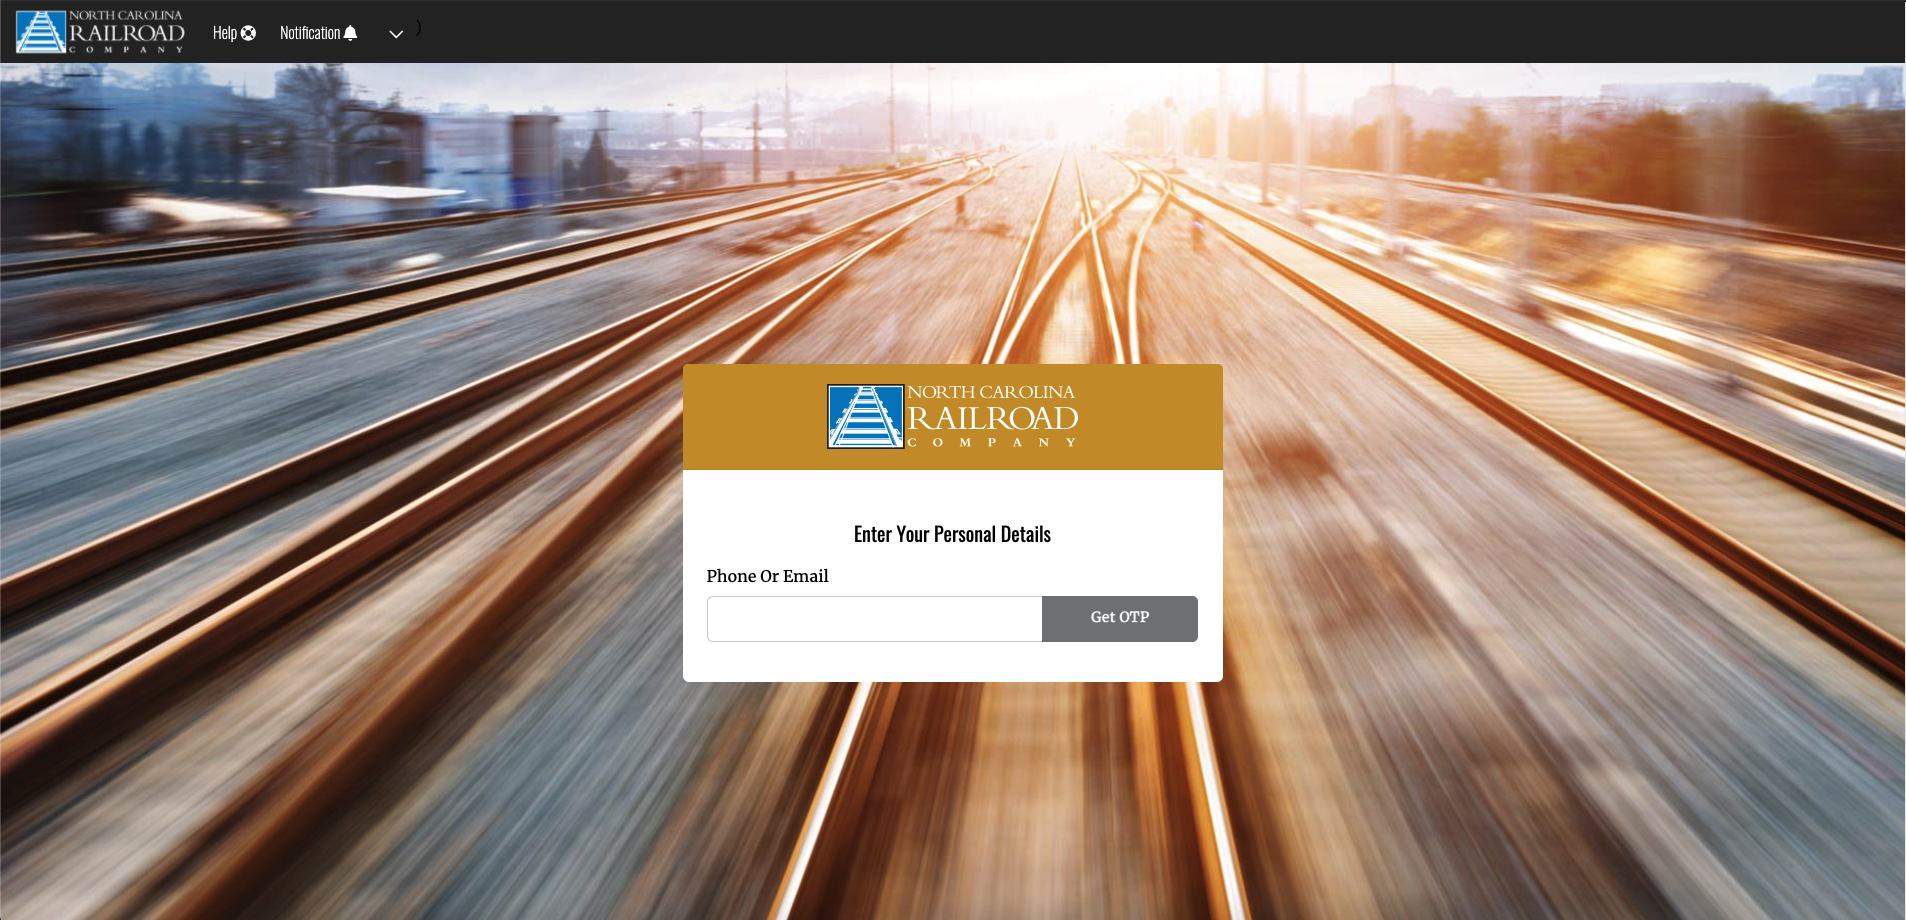 NORTH CAROLINA
RAILROAD
COMPANY
Help
Notification
)
NORTH CAROLINA
RAILROAD
COMPANY
Enter Your Personal Details
Phone Or Email
Get OTP